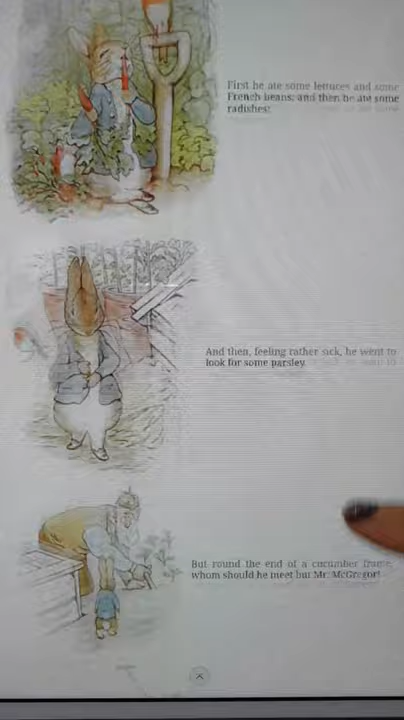 First he ate some lettuces and some
French beans; and then he ate some
radishes;
And then, feeling rather sick, he went to
look for some parsley.
But round the end of a cucumber frame,
whom should he meet but Mr. McGregor!